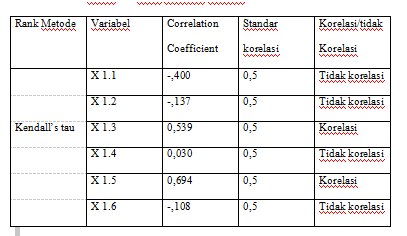 Rank Metode Variabel Correlation Standar Korelasi/tidak
Coefficient korelasi Korelasi
X 1.1 -,400 0,5 Tidak korelasi
X 1.2 -,137 0,5 Tidak korelasi
Kendall's tau X 1.3 0,539 0,5 Korelasi
X 1.4 0,030 0,5 Tidak korelasi
X 1.5 0,694 0,5 Korelasi
X 1.6 -,108 0,5 Tidak korelasi